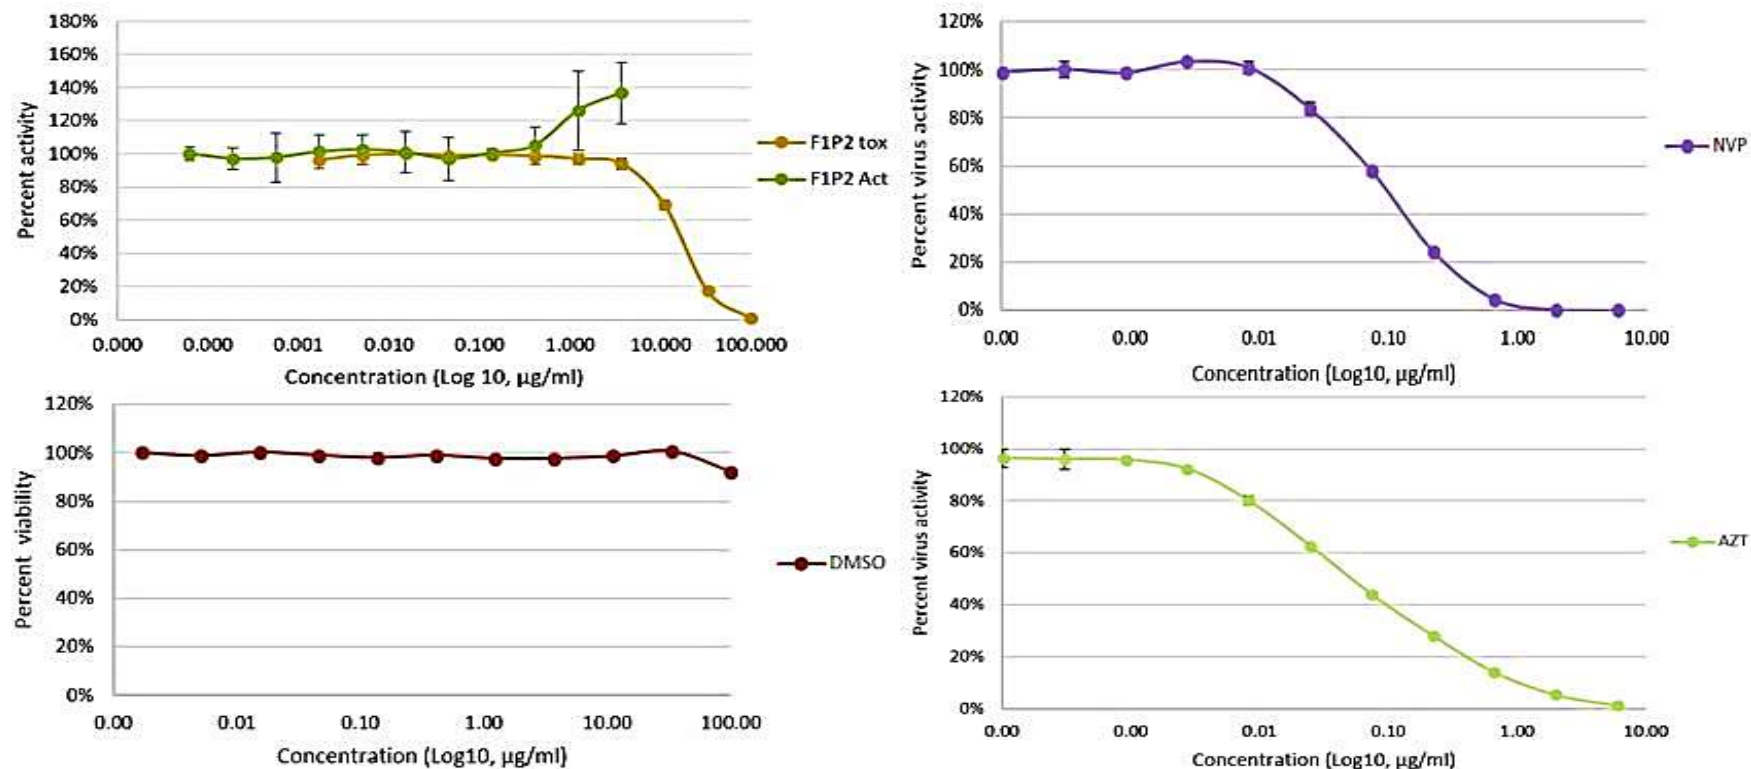 180%
160%
140%
120%
100%
80%
60%
40%
20%
0%
Percent activity
0.000 0.000 0.001 0.010 0.100 1.000 10.000 100.000
Concentration (Log 10, µg/ml)
F1P2 tox
F1P2 Act
120%
100%
80%
60%
40%
20%
0%
Percent virus activity
0.00 0.00 0.01 0.10 1.00 10.00
Concentration (Log10, µg/ml)
NVP
120%
100%
80%
60%
40%
20%
0%
Percent viability
0.00 0.01 0.10 1.00 10.00 100.00
Concentration (Log10, µg/ml)
DMSO
120%
100%
80%
60%
40%
20%
0%
Percent virus activity
0.00 0.00 0.01 0.10 1.00 10.00
Concentration (Log10, µg/ml)
AZT